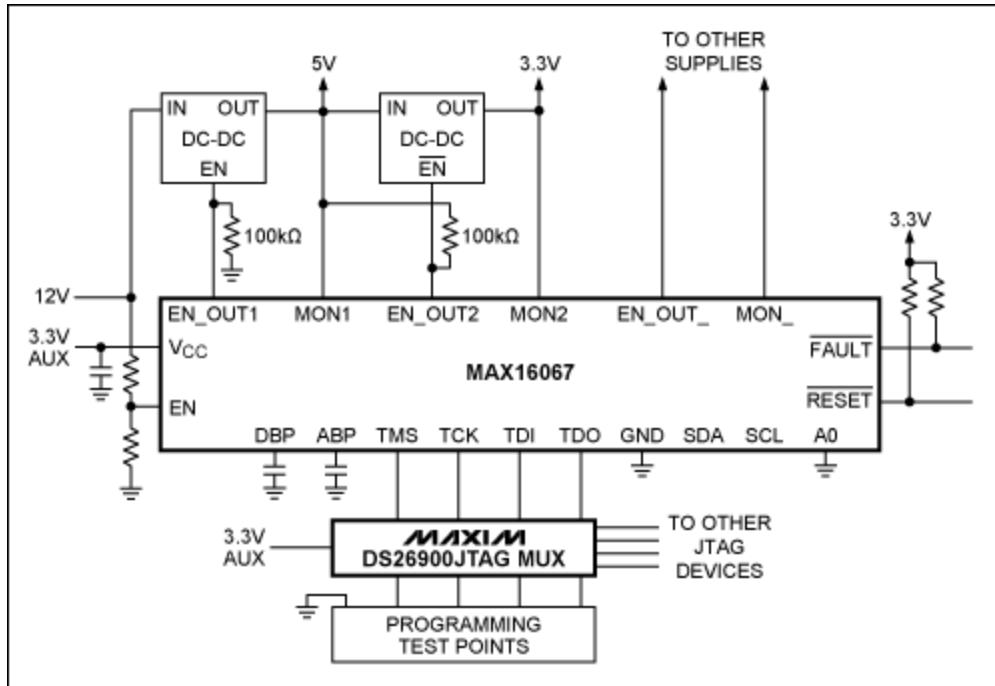 TO OTHER
SUPPLIES
5V
3.3V
IN OUT
DC-DC
EN
IN OUT
DC-DC
EN
100kΩ
100kΩ
3.3V
12V
3.3V
AUX
EN_OUT1 MON1 EN_OUT2 MON2 EN_OUT_ MON_
VCC
FAULT
MAX16067
EN
RESET
DBP ABP TMS TCK TDI TDO GND SDA SCL A0
3.3V
AUX
MAXIM
DS26900JTAG MUX
TO OTHER
JTAG
DEVICES
PROGRAMMING
TEST POINTS